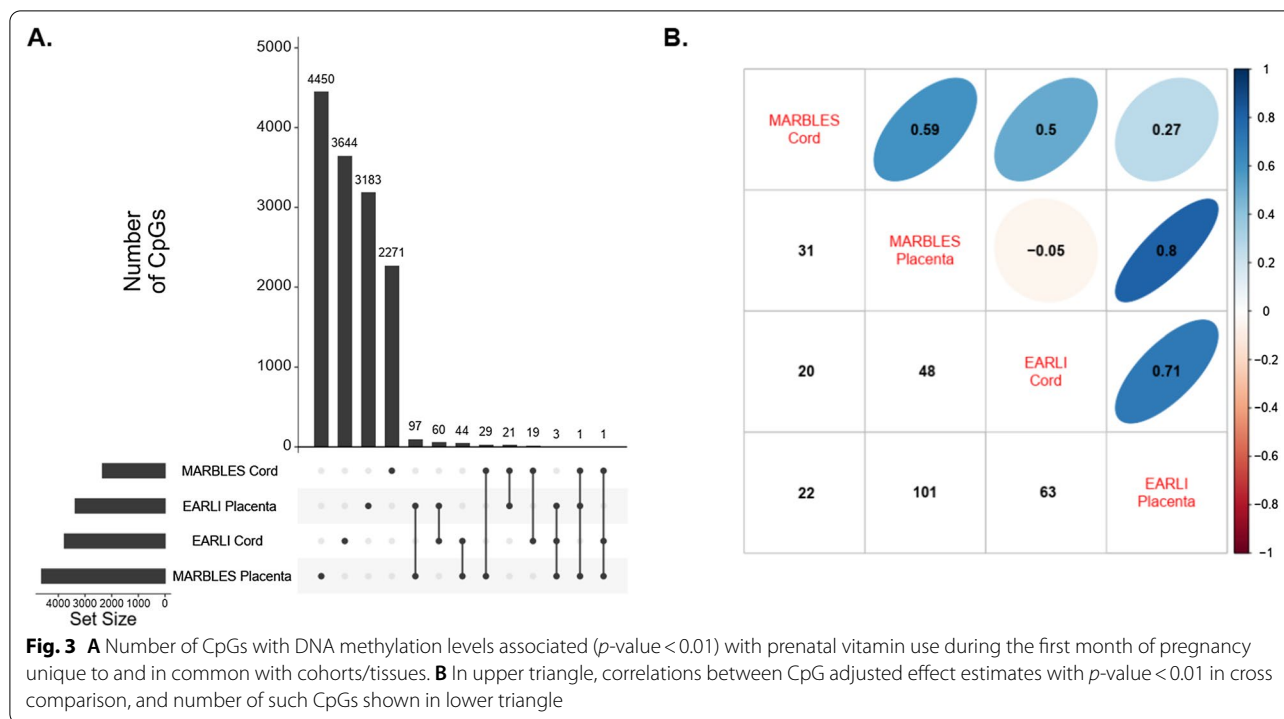 A.
Number
of CpGs
5000
4000
3000
2000
1000
0
4450
3644
3183
2271
97 60 44 29 21 19 3 1 1
MARBLES Cord
EARLI Placenta
EARLI Cord
MARBLES Placenta
4000 3000 2000 1000 0
Set Size
B.
MARBLES
Cord
0.59
0.5
0.27
31
MARBLES
Placenta
−0.05
0.8
20
48
EARLI
Cord
0.71
22
101
63
EARLI
Placenta
1
0.8
0.6
0.4
0.2
0
−0.2
−0.4
−0.6
−0.8
−1
Fig. 3 A Number of CpGs with DNA methylation levels associated (p-value < 0.01) with prenatal vitamin use during the first month of pregnancy
unique to and in common with cohorts/tissues. B In upper triangle, correlations between CpG adjusted effect estimates with p-value < 0.01 in cross
comparison, and number of such CpGs shown in lower triangle